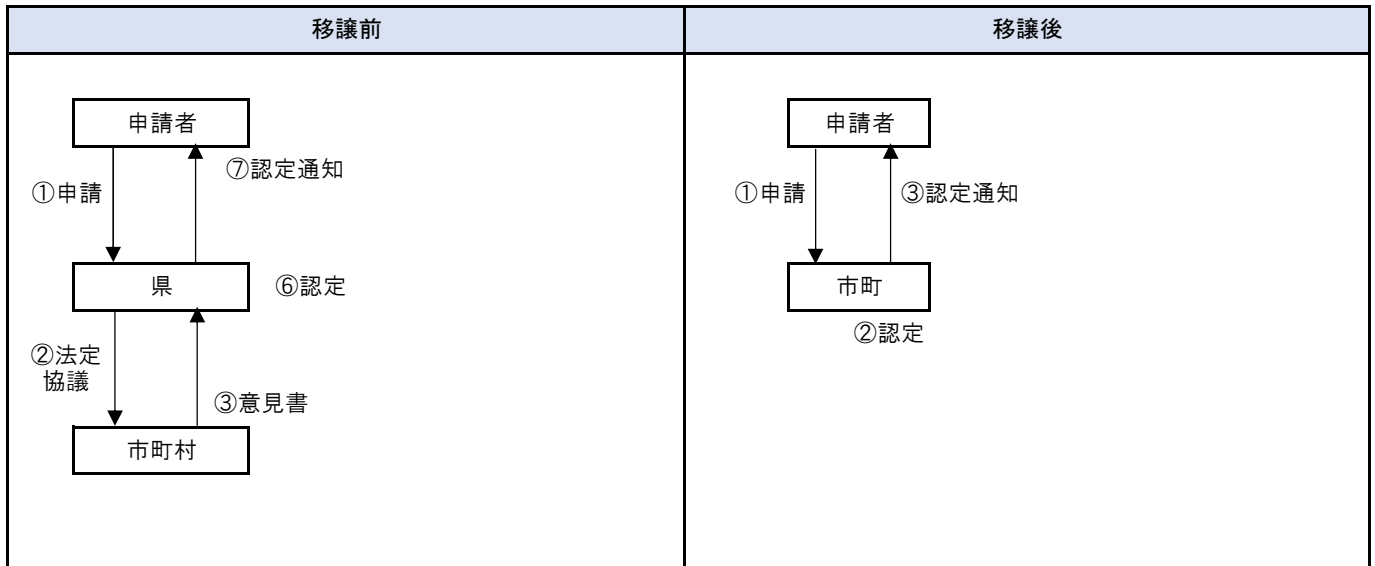 移譲前
移譲後
申請者
⑦認定通知
①申請
県
⑥認定
②法定
協議
③意見書
市町村
申請者
①申請
③認定通知
市町
②認定